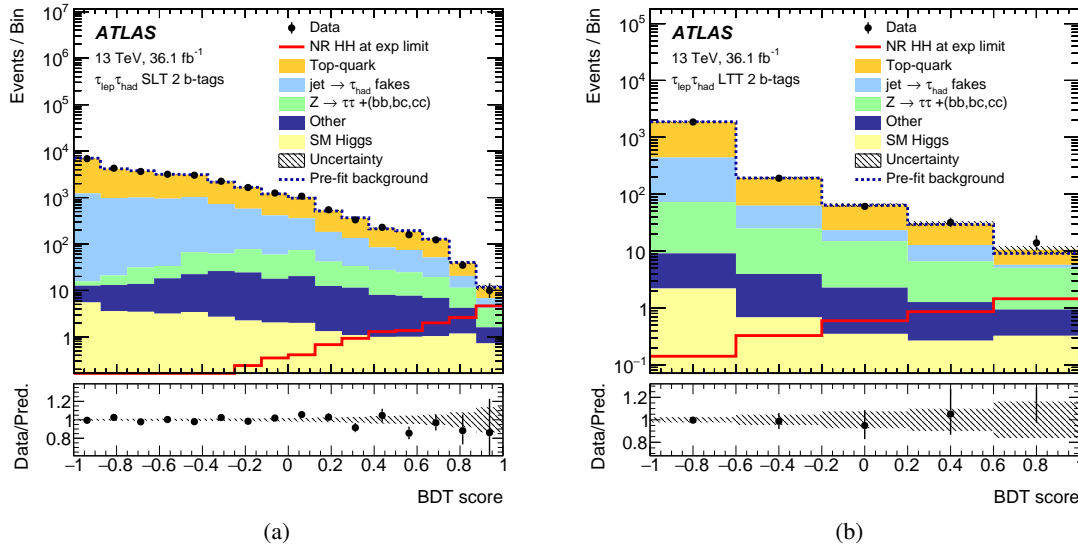 ATLAS
13 TeV, 36.1 fb⁻¹
τ_lep τ_had SLT 2 b-tags
Data
NR HH at exp limit
Top-quark
jet → τ_had fakes
Z → ττ +(bb,bc,cc)
Other
SM Higgs
Uncertainty
Pre-fit background
Events / Bin
10⁷
10⁶
10⁵
10⁴
10³
10²
10
1
Data/Pred.
1.2
1
0.8
−1 −0.8 −0.6 −0.4 −0.2 0 0.2 0.4 0.6 0.8 1
BDT score
(a)
ATLAS
13 TeV, 36.1 fb⁻¹
τ_lep τ_had LTT 2 b-tags
Data
NR HH at exp limit
Top-quark
jet → τ_had fakes
Z → ττ +(bb,bc,cc)
Other
SM Higgs
Uncertainty
Pre-fit background
Events / Bin
10⁵
10⁴
10³
10²
10
1
10⁻¹
Data/Pred.
1.2
1
0.8
−1 −0.8 −0.6 −0.4 −0.2 0 0.2 0.4 0.6 0.8 1
BDT score
(b)